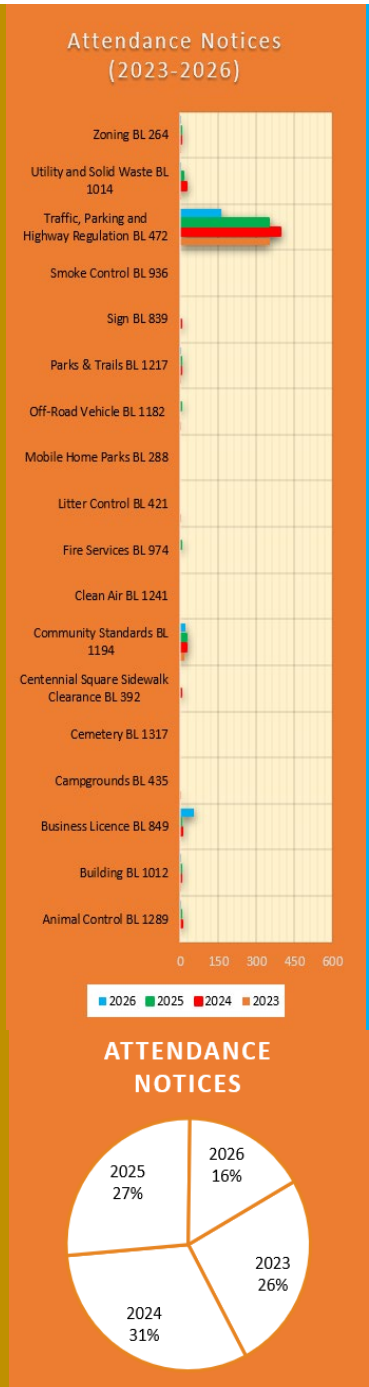 Attendance Notices
(2023-2026)
Zoning BL 264
Utility and Solid Waste BL
1014
Traffic, Parking and
Highway Regulation BL 472
Smoke Control BL 936
Sign BL 839
Parks & Trails BL 1217
Off-Road Vehicle BL 1182
Mobile Home Parks BL 288
Litter Control BL 421
Fire Services BL 974
Clean Air BL 1241
Community Standards BL
1194
Centennial Square Sidewalk
Clearance BL 392
Cemetery BL 1317
Campgrounds BL 435
Business Licence BL 849
Building BL 1012
Animal Control BL 1289
0 150 300 450 600
2026 2025 2024 2023
ATTENDANCE
NOTICES
2026
16%
2025
27%
2023
26%
2024
31%